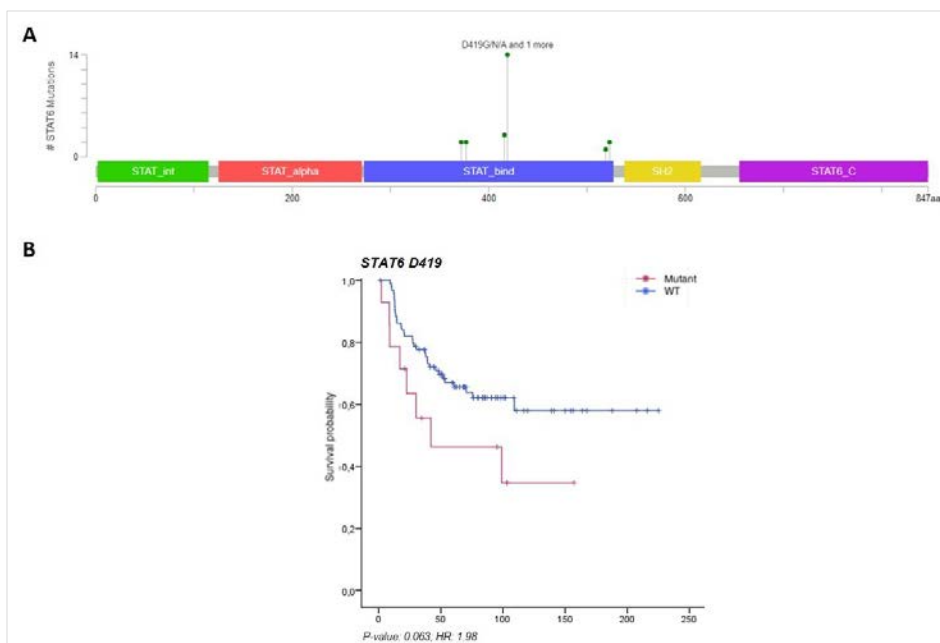 A
D419G/N/A and 1 more
14
# STAT6 Mutations
0
STAT_int
STAT_alpha
STAT_bind
SH2
STAT6_C
0
200
400
600
847aa
B
STAT6 D419
Mutant
WT
1,0
0,8
0,6
0,4
0,2
0,0
Survival probability
0
50
100
150
200
250
P-value: 0.063, HR: 1.98